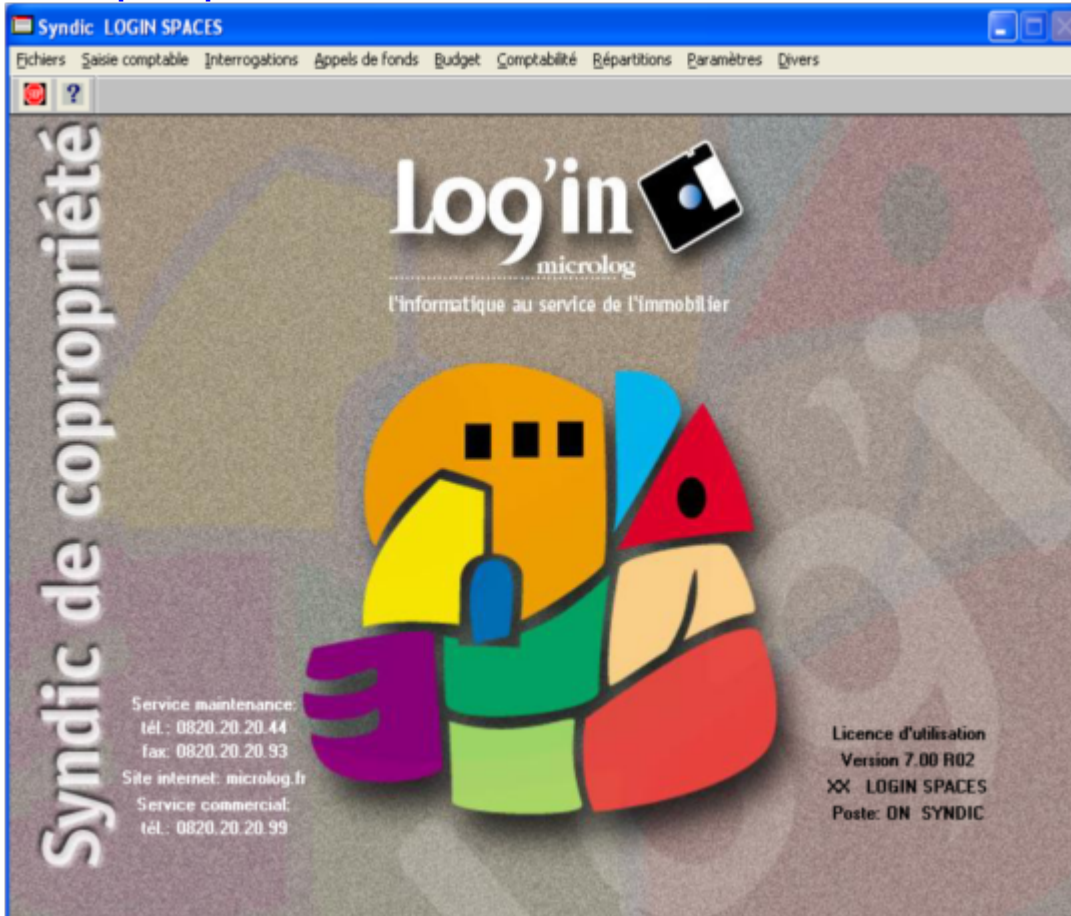 Syndic LOGIN SPACES
Fichiers Saisie comptable Interrogations Appels de fonds Budget Comptabilité Répartitions Paramètres Divers
?
Syndic de copropriété
Log'in
microlog
l'informatique au service de l'immobilier
Service maintenance:
tél.: 0820.20.20.44
fax: 0820.20.20.93
Site internet: microlog.fr
Service commercial:
tél.: 0820.20.20.99
Licence d'utilisation
Version 7.00 R02
XX LOGIN SPACES
Poste: ON SYNDIC